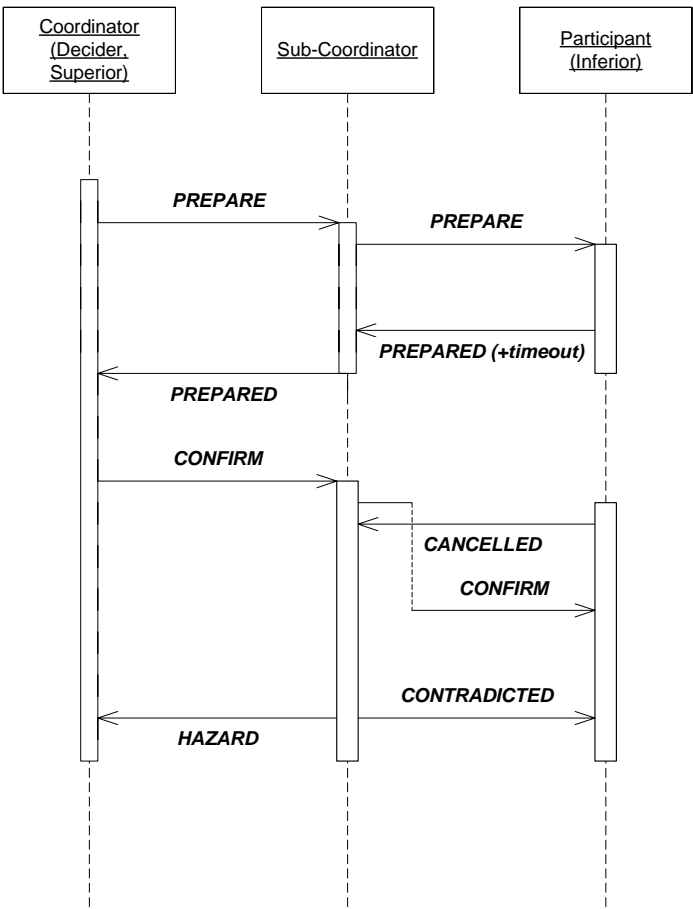 Coordinator
(Decider,
Superior)
Sub-Coordinator
Participant
(Inferior)
PREPARE
PREPARE
PREPARED (+timeout)
PREPARED
CONFIRM
CANCELLED
CONFIRM
CONTRADICTED
HAZARD